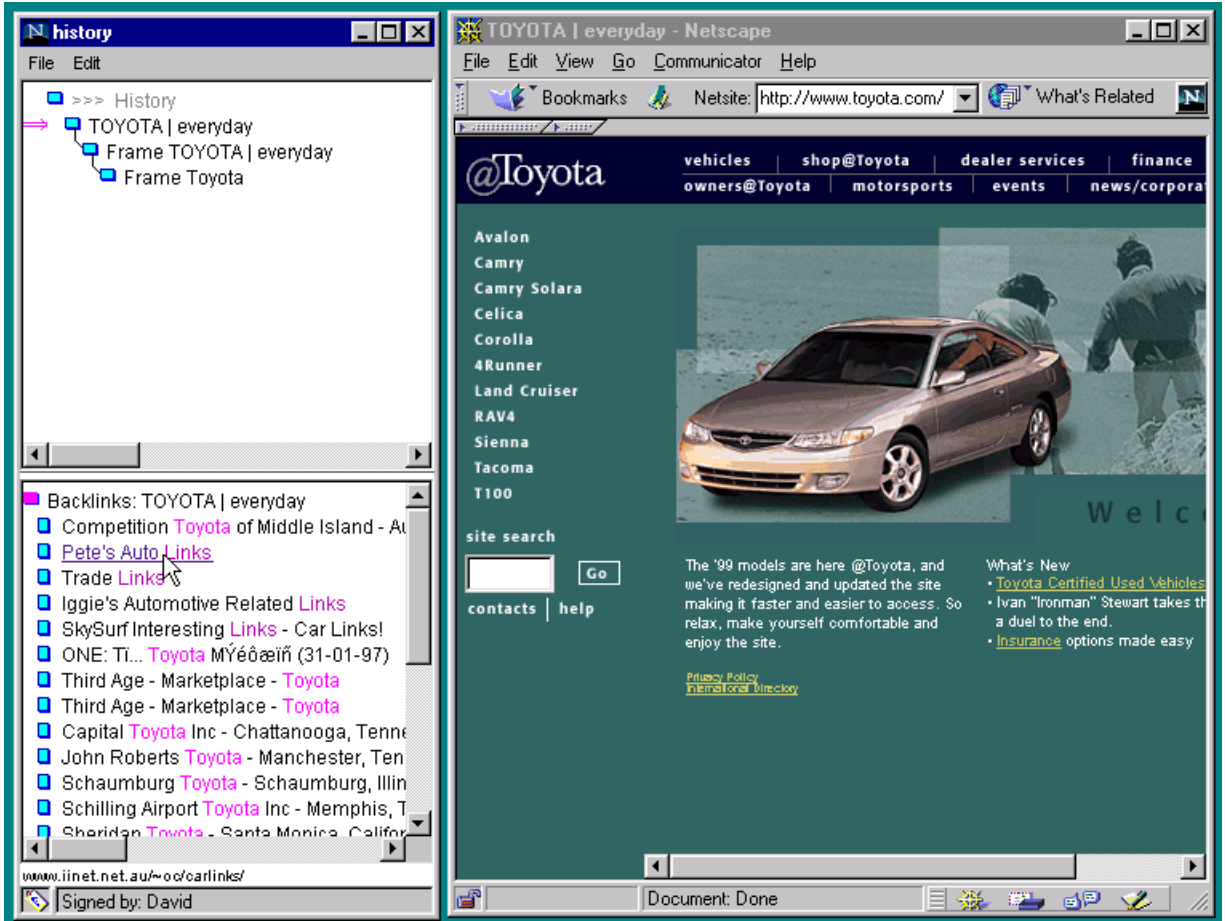 history
File Edit
>>> History
TOYOTA | everyday
Frame TOYOTA | everyday
Frame Toyota
Backlinks: TOYOTA | everyday
Competition Toyota of Middle Island - Au
Pete's Auto Links
Trade Links
Iggie's Automotive Related Links
SkySurf Interesting Links - Car Links!
ONE: Tï... Toyota MÝéôæïñ (31-01-97)
Third Age - Marketplace - Toyota
Third Age - Marketplace - Toyota
Capital Toyota Inc - Chattanooga, Tenne
John Roberts Toyota - Manchester, Ten
Schaumburg Toyota - Schaumburg, Illin
Schilling Airport Toyota Inc - Memphis, T
Sheridan Toyota - Santa Monica, Califor
www.iinet.net.au/~oc/carlinks/
Signed by: David
TOYOTA | everyday - Netscape
File Edit View Go Communicator Help
Bookmarks Netsite: http://www.toyota.com/ What's Related
@Toyota
vehicles | shop@Toyota | dealer services | finance
owners@Toyota | motorsports | events | news/corporat
Avalon
Camry
Camry Solara
Celica
Corolla
4Runner
Land Cruiser
RAV4
Sienna
Tacoma
T100
site search
Go
contacts | help
Welc
The '99 models are here @Toyota, and
we've redesigned and updated the site
making it faster and easier to access. So
relax, make yourself comfortable and
enjoy the site.
Privacy Policy
International Directory
What's New
• Toyota Certified Used Vehicles
• Ivan "Ironman" Stewart takes th
a duel to the end.
• Insurance options made easy
Document: Done